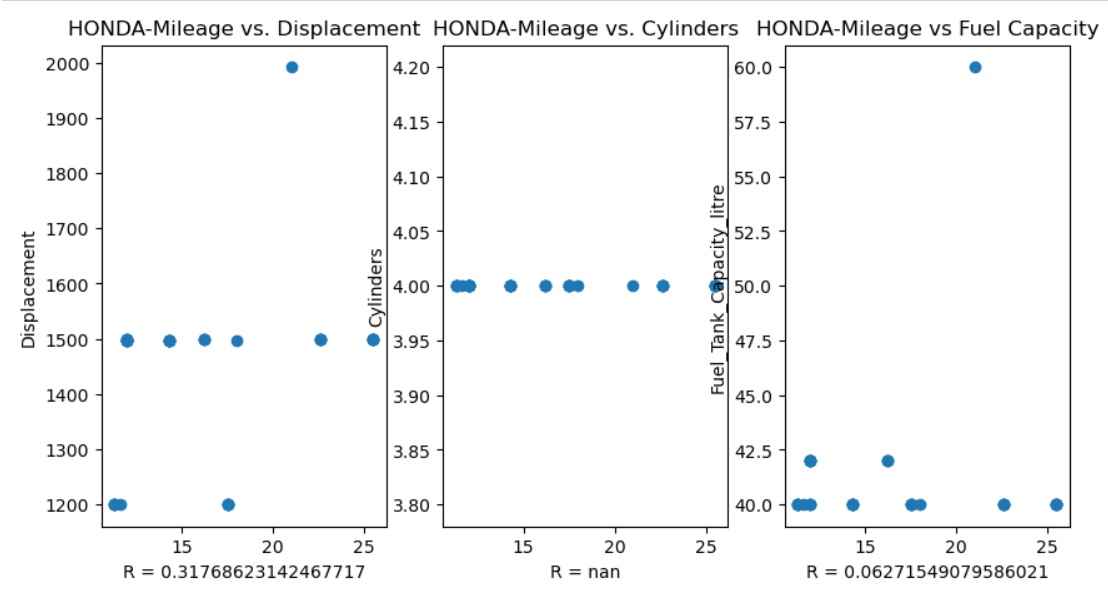 HONDA-Mileage vs. Displacement
Displacement
2000
1900
1800
1700
1600
1500
1400
1300
1200
15 20 25
R = 0.31768623142467717
HONDA-Mileage vs. Cylinders
Cylinders
4.20
4.15
4.10
4.05
4.00
3.95
3.90
3.85
3.80
15 20 25
R = nan
HONDA-Mileage vs Fuel Capacity
Fuel_Tank_Capacity_litre
60.0
57.5
55.0
52.5
50.0
47.5
45.0
42.5
40.0
15 20 25
R = 0.06271549079586021